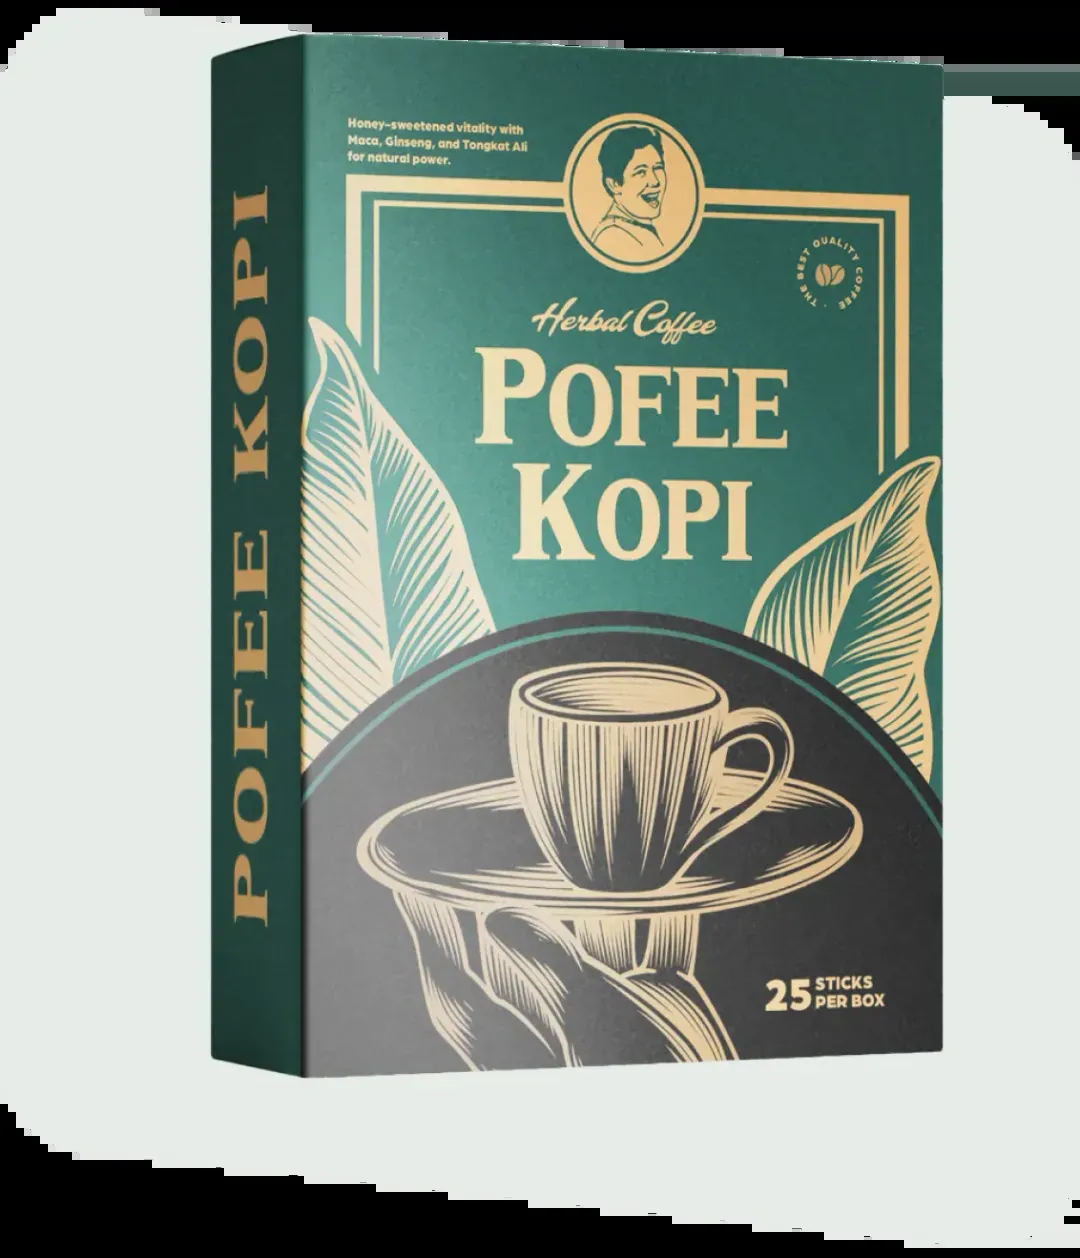 Honey-sweetened vitality with
Maca, Ginseng, and Tongkat Ali
for natural power.
THE BEST QUALITY COFFEE
Herbal Coffee
POFEE
KOPI
25 STICKS
PER BOX
POFEE KOPI